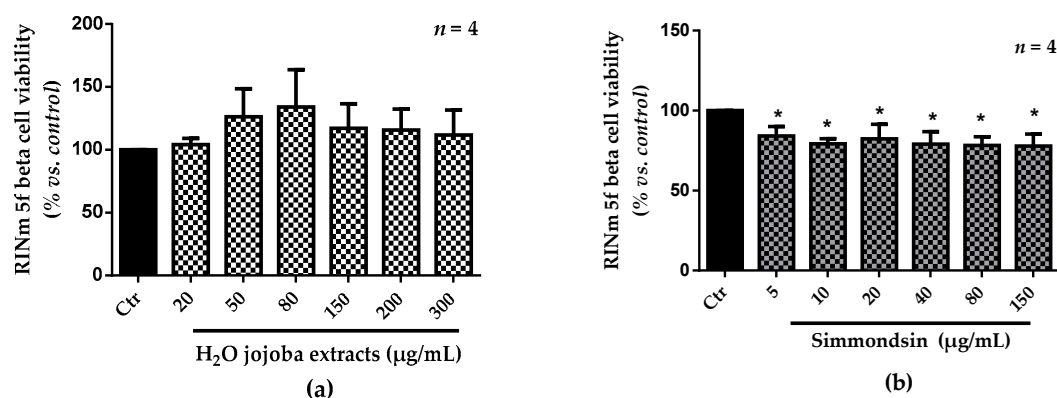 RINm 5f beta cell viability
(% vs. control)
200
150
100
50
0
n = 4
Ctr
20
50
80
150
200
300
H₂O jojoba extracts (μg/mL)
(a)
RINm 5f beta cell viability
(% vs. control)
150
100
50
0
n = 4
* * * * * *
Ctr
5
10
20
40
80
150
Simmondsin (μg/mL)
(b)